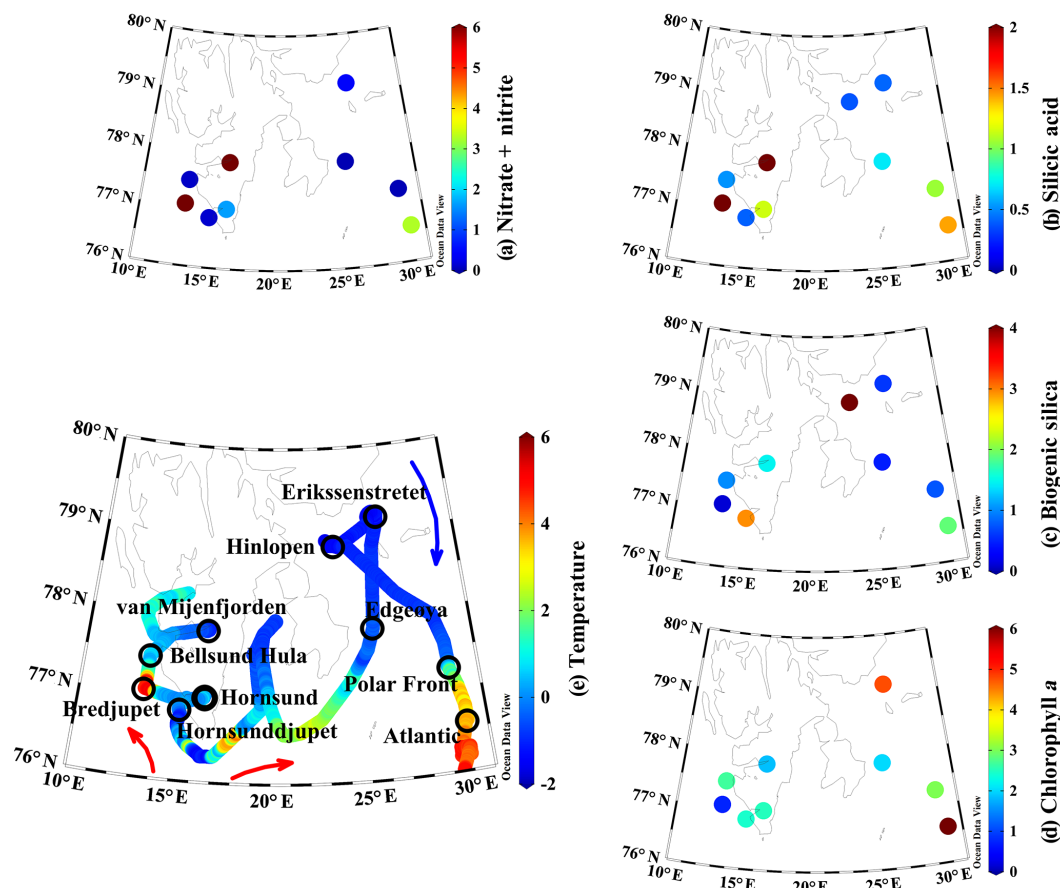 80° N
79° N
78° N
77° N
76° N
10°E
15°E
20°E
25°E
30°E
Ocean Data View
6
5
4
3
2
1
0
(a) Nitrate + nitrite
80° N
79° N
78° N
77° N
76° N
10°E
15°E
20°E
25°E
30°E
Ocean Data View
2
1.5
1
0.5
0
(b) Silicic acid
80° N
79° N
78° N
77° N
76° N
10°E
15°E
20°E
25°E
30°E
Ocean Data View
4
3
2
1
0
(c) Biogenic silica
80° N
79° N
78° N
77° N
76° N
10°E
15°E
20°E
25°E
30°E
Erikssenstretet
Hinlopen
van Mijenfjorden
Edgeøya
Bellsund Hula
Polar Front
Bredjupet
Hornsund
Hornsunddjupet
Atlantic
Ocean Data View
6
4
2
0
-2
(e) Temperature
80° N
79° N
78° N
77° N
76° N
10°E
15°E
20°E
25°E
30°E
Ocean Data View
6
5
4
3
2
1
0
(d) Chlorophyll a